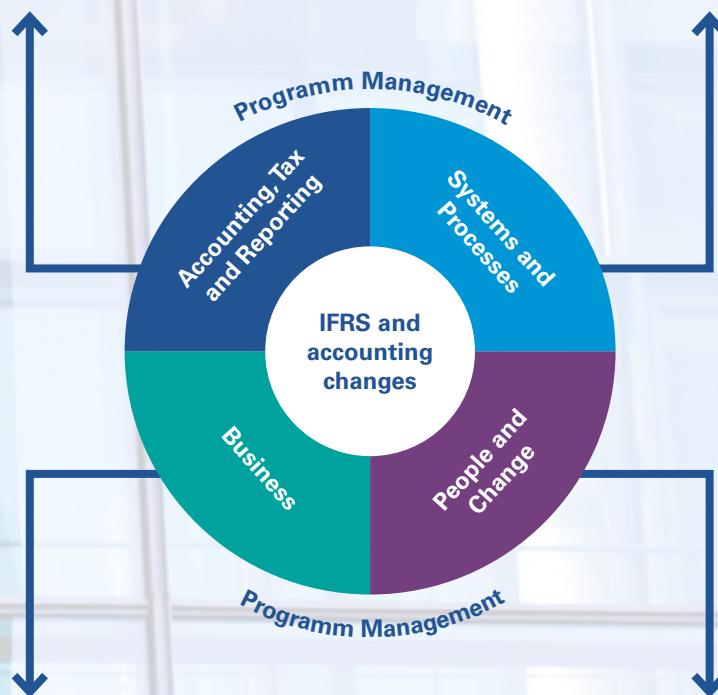 Programm Management
Accounting, Tax
and Reporting
Systems and
Processes
IFRS and
accounting
changes
Business
People and
Change
Programm Management